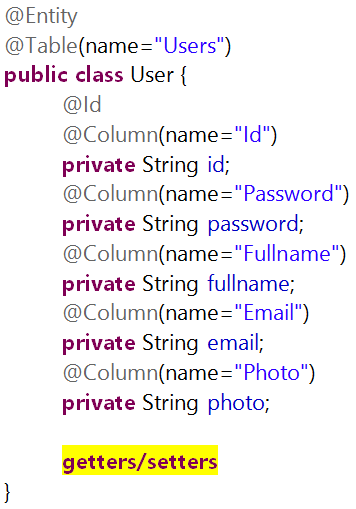 @Entity
@Table(name="Users")
public class User {
@Id
@Column(name="Id")
private String id;
@Column(name="Password")
private String password;
@Column(name="Fullname")
private String fullname;
@Column(name="Email")
private String email;
@Column(name="Photo")
private String photo;
getters/setters
}